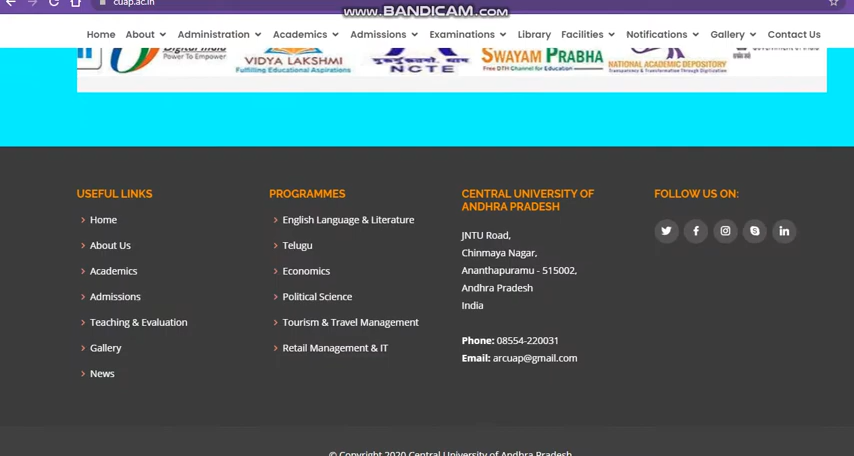 cuap.ac.in
www.BANDICAM.com
Home About Administration Academics Admissions Examinations Library Facilities Notifications Gallery Contact Us
Digital India
Power To Empower
VIDYA LAKSHMI
Fulfilling Educational Aspirations
NCTE
SWAYAM PRABHA
Free DTH Channel for Education
NATIONAL ACADEMIC DEPOSITORY
Transparency & Transformation Through Digitization
USEFUL LINKS
Home
About Us
Academics
Admissions
Teaching & Evaluation
Gallery
News
PROGRAMMES
English Language & Literature
Telugu
Economics
Political Science
Tourism & Travel Management
Retail Management & IT
CENTRAL UNIVERSITY OF
ANDHRA PRADESH
JNTU Road,
Chinmaya Nagar,
Ananthapuramu - 515002,
Andhra Pradesh
India
Phone: 08554-220031
Email: arcuap@gmail.com
FOLLOW US ON:
© Copyright 2020 Central University of Andhra Pradesh